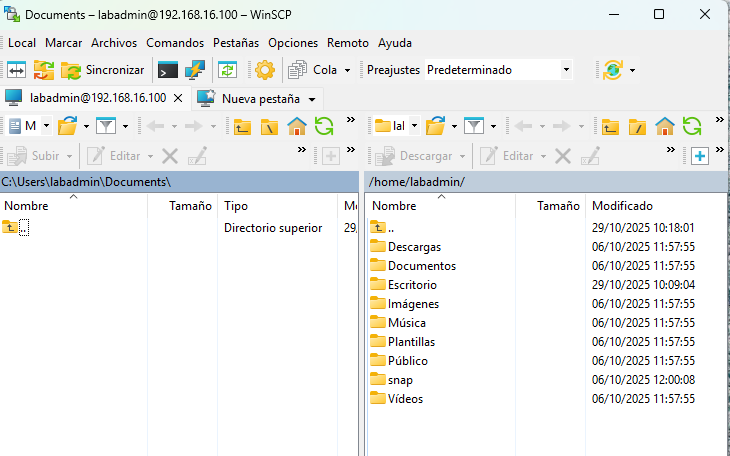 Documents – labadmin@192.168.16.100 – WinSCP
Local Marcar Archivos Comandos Pestañas Opciones Remoto Ayuda
Sincronizar Cola Preajustes Predeterminado
labadmin@192.168.16.100 Nueva pestaña
M
Subir Editar
C:\Users\labadmin\Documents\
Nombre Tamaño Tipo
.. Directorio superior 29/
lal
Descargar Editar
/home/labadmin/
Nombre Tamaño Modificado
.. 29/10/2025 10:18:01
Descargas 06/10/2025 11:57:55
Documentos 06/10/2025 11:57:55
Escritorio 29/10/2025 10:09:04
Imágenes 06/10/2025 11:57:55
Música 06/10/2025 11:57:55
Plantillas 06/10/2025 11:57:55
Público 06/10/2025 11:57:55
snap 06/10/2025 12:00:08
Vídeos 06/10/2025 11:57:55